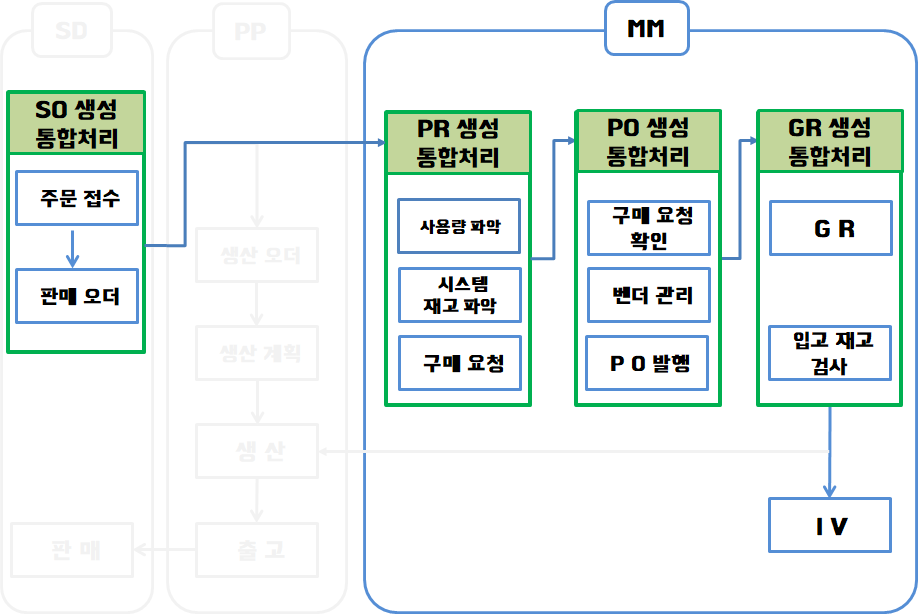 SD
PP
MM
SO 생성
통합처리
주문 접수
판매 오더
판 매
생산 오더
생산 계획
생 산
출 고
PR 생성
통합처리
사용량 파악
시스템
재고 파악
구매 요청
PO 생성
통합처리
구매 요청
확인
벤더 관리
P O 발행
GR 생성
통합처리
G R
입고 재고
검사
I V